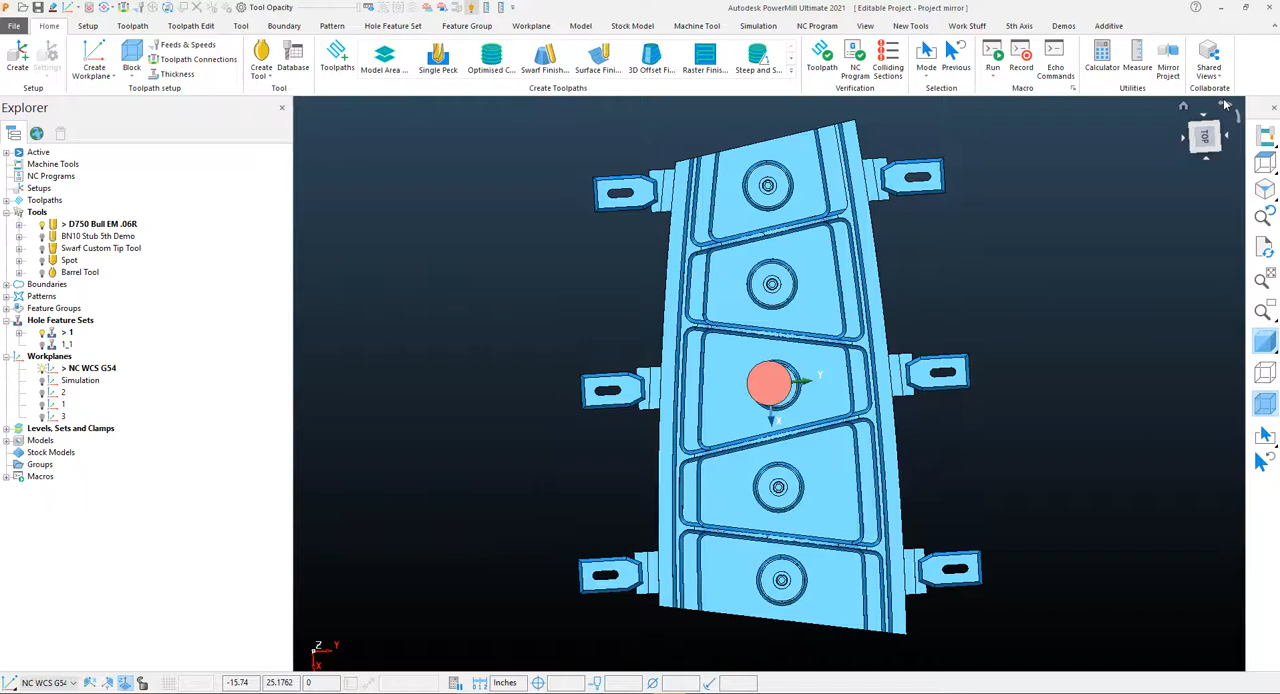 Tool Opacity
Autodesk PowerMill Ultimate 2021 [ Editable Project - Project mirror ]
File Home Setup Toolpath Toolpath Edit Tool Boundary Pattern Hole Feature Set Feature Group Workplane Model Stock Model Machine Tool Simulation NC Program View New Tools Work Stuff 5th Axis Demos Additive
Create Settings Create Workplane Block Feeds & Speeds Toolpath Connections Thickness Create Tool Database Toolpaths Model Area ... Single Peck Optimised C... Swarf Finish... Surface Fini... 3D Offset Fi... Raster Finis... Steep and S... Toolpath NC Program Colliding Sections Mode Previous Run Record Echo Commands Calculator Measure Mirror Project Shared Views
Setup Toolpath setup Tool Create Toolpaths Verification Selection Macro Utilities Collaborate
Explorer
Active
Machine Tools
NC Programs
Setups
Toolpaths
Tools
> D750 Bull EM .06R
BN10 Stub 5th Demo
Swarf Custom Tip Tool
Spot
Barrel Tool
Boundaries
Patterns
Feature Groups
Hole Feature Sets
> 1
1_1
Workplanes
> NC WCS G54
Simulation
2
1
3
Levels, Sets and Clamps
Models
Stock Models
Groups
Macros
TOP
Y
X
Z Y
X
NC WCS G54 -15.74 25.1762 0 Inches